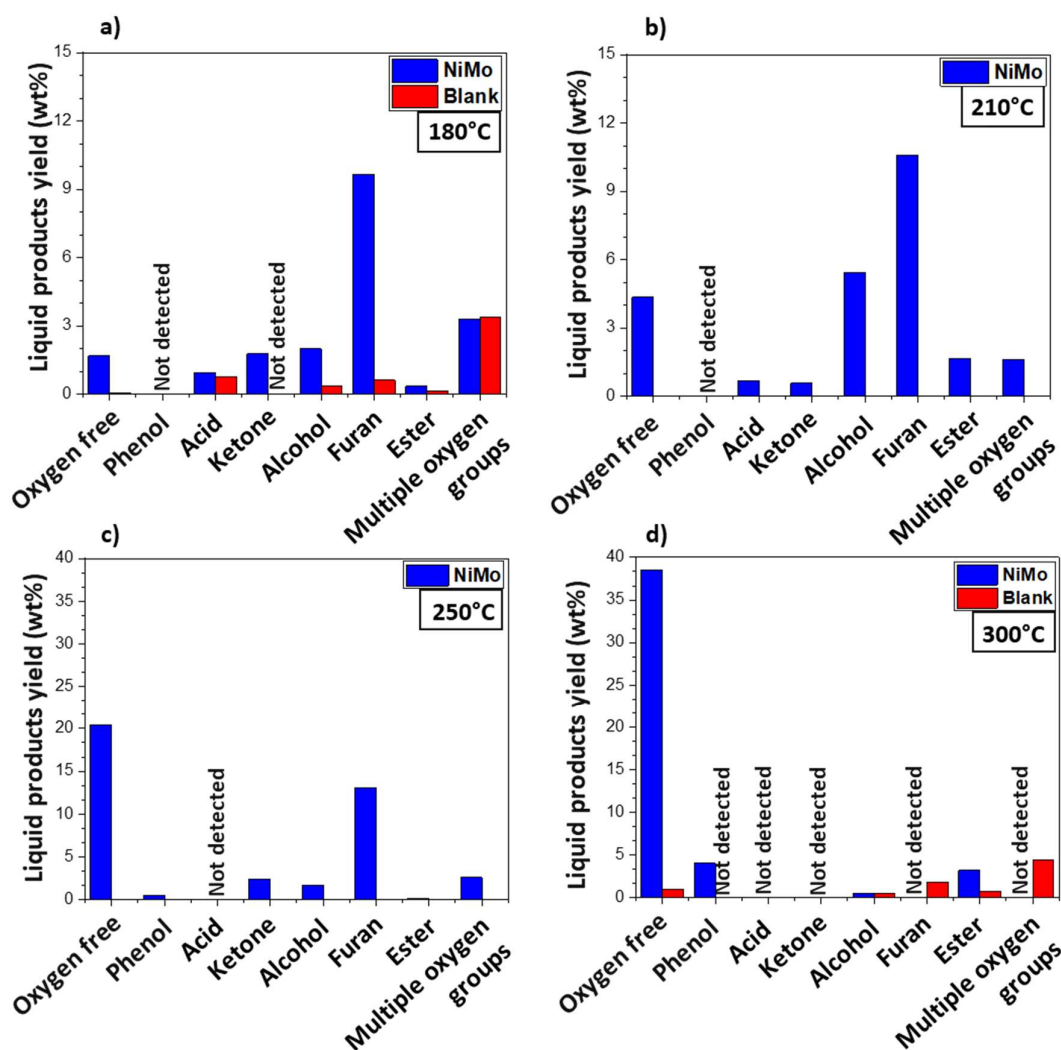 a)
Liquid products yield (wt%)
15
12
9
6
3
0
NiMo
Blank
180°C
Not detected
Not detected
Oxygen free
Phenol
Acid
Ketone
Alcohol
Furan
Ester
Multiple oxygen
groups
b)
Liquid products yield (wt%)
15
12
9
6
3
0
NiMo
210°C
Not detected
Oxygen free
Phenol
Acid
Ketone
Alcohol
Furan
Ester
Multiple oxygen
groups
c)
Liquid products yield (wt%)
40
35
30
25
20
15
10
5
0
NiMo
250°C
Not detected
Oxygen free
Phenol
Acid
Ketone
Alcohol
Furan
Ester
Multiple oxygen
groups
d)
Liquid products yield (wt%)
40
35
30
25
20
15
10
5
0
NiMo
Blank
300°C
Not detected
Not detected
Not detected
Not detected
Not detected
Oxygen free
Phenol
Acid
Ketone
Alcohol
Furan
Ester
Multiple oxygen
groups